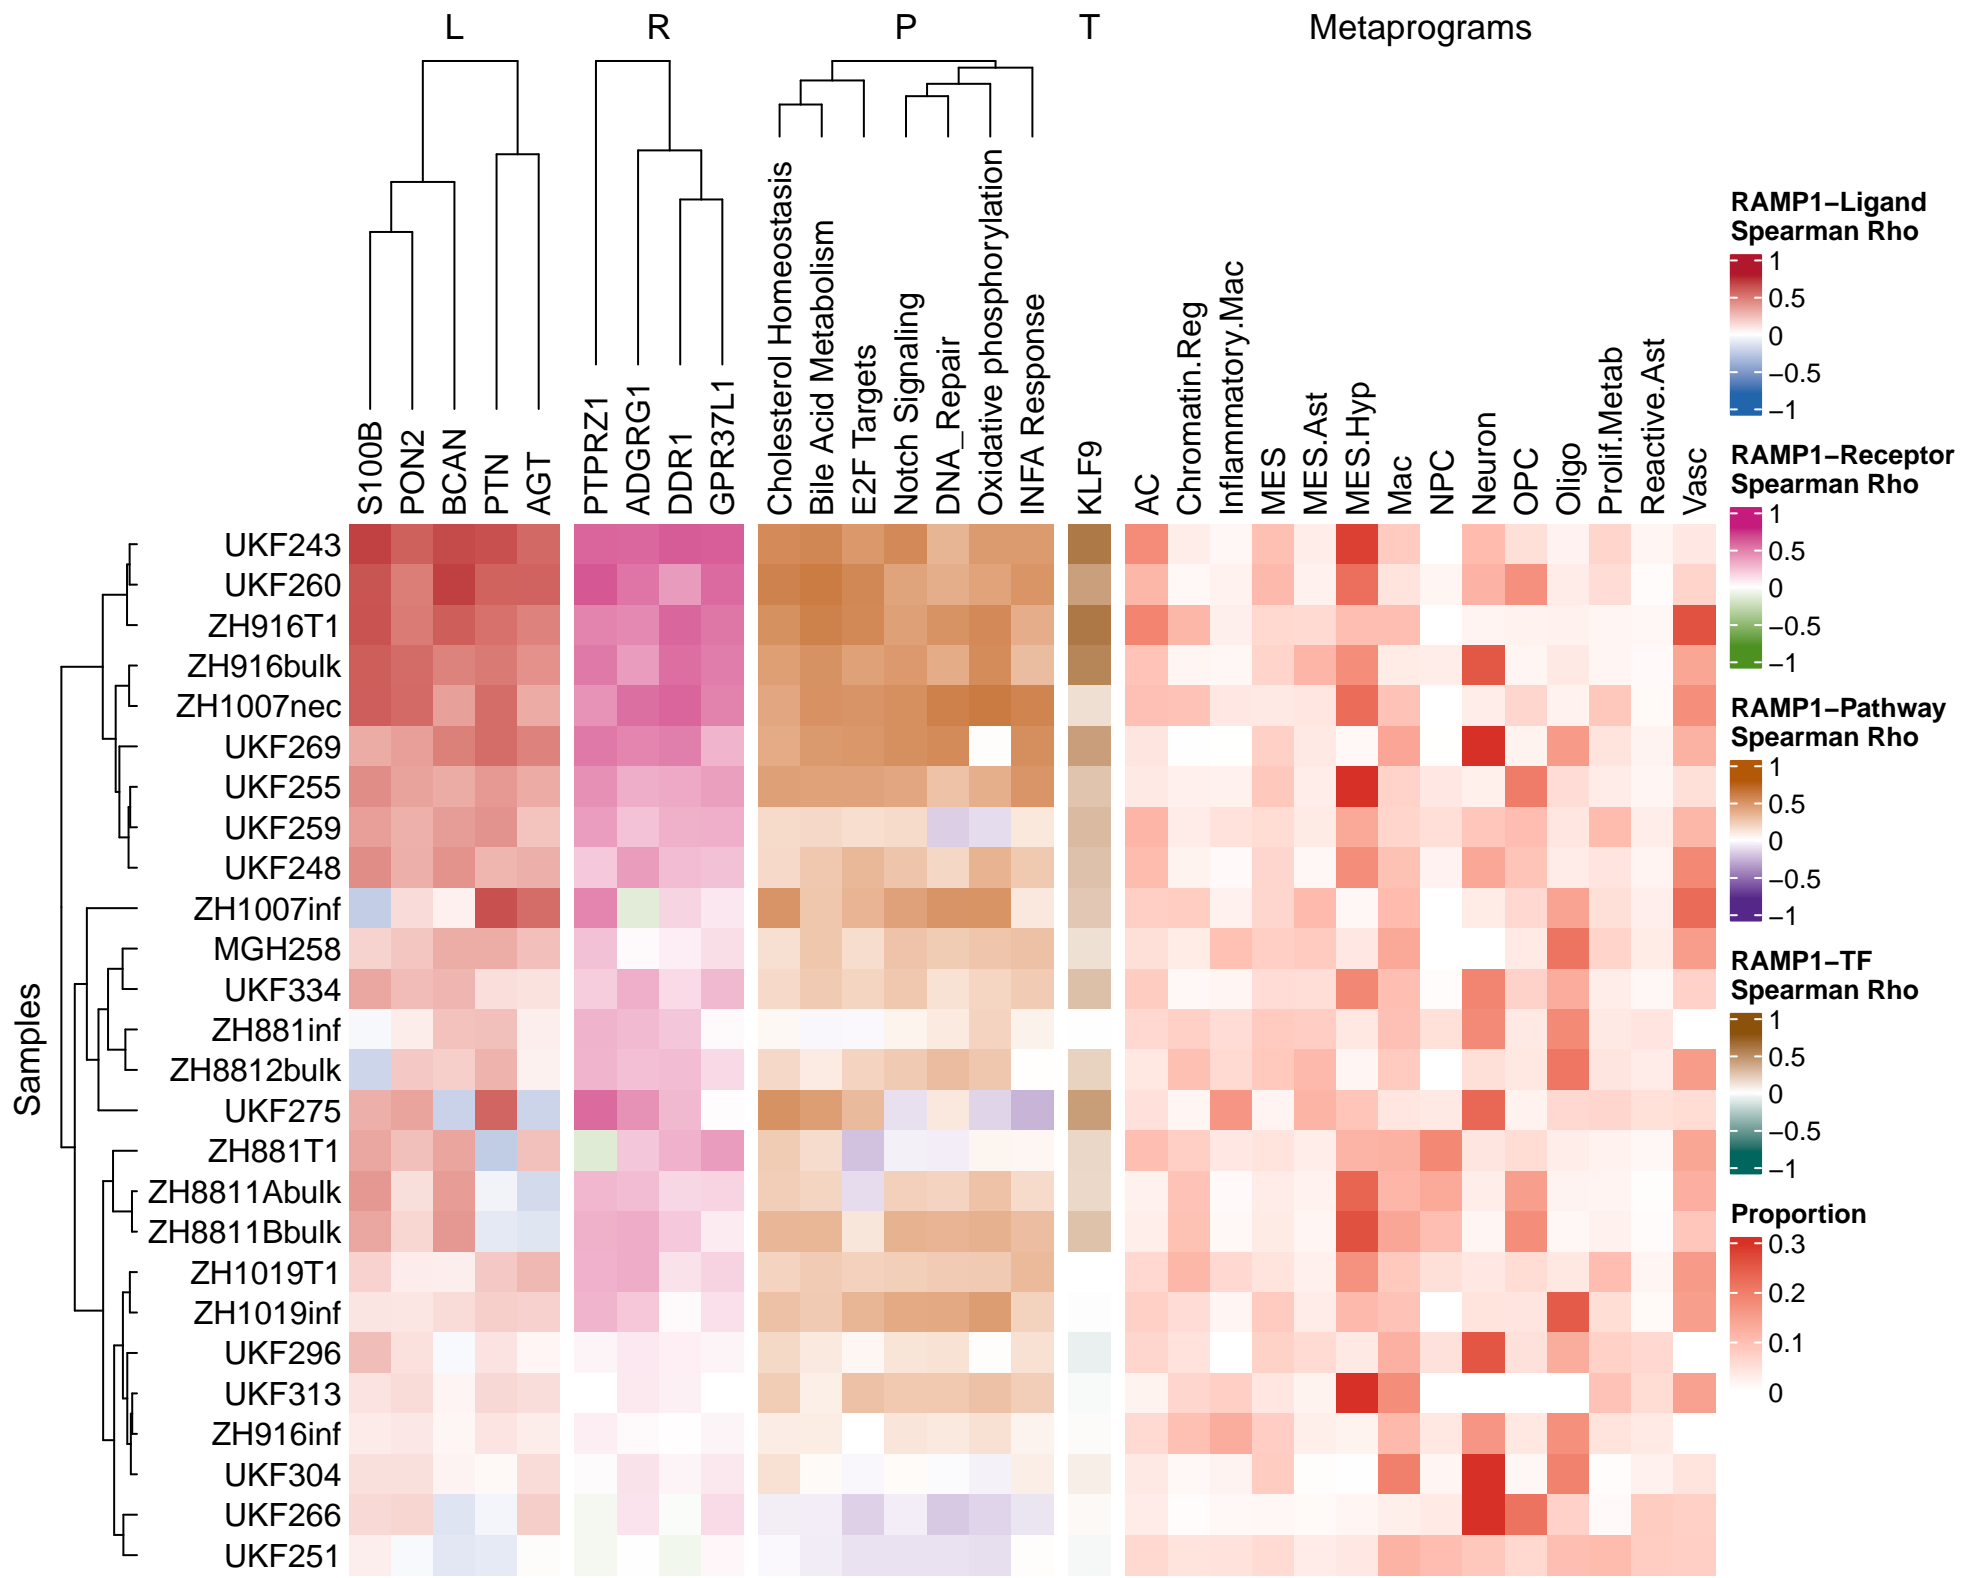 L R P T Metaprograms
S100B
PON2
BCAN
PTN
AGT
PTPRZ1
ADGRG1
DDR1
GPR37L1
Cholesterol Homeostasis
Bile Acid Metabolism
E2F Targets
Notch Signaling
DNA_Repair
Oxidative phosphorylation
INFA Response
KLF9
AC
Chromatin.Reg
Inflammatory.Mac
MES
MES.Ast
MES.Hyp
Mac
NPC
Neuron
OPC
Oligo
Prolif.Metab
Reactive.Ast
Vasc
Samples
UKF243
UKF260
ZH916T1
ZH916bulk
ZH1007nec
UKF269
UKF255
UKF259
UKF248
ZH1007inf
MGH258
UKF334
ZH881inf
ZH8812bulk
UKF275
ZH881T1
ZH8811Abulk
ZH8811Bbulk
ZH1019T1
ZH1019inf
UKF296
UKF313
ZH916inf
UKF304
UKF266
UKF251
RAMP1−Ligand
Spearman Rho
1
0.5
0
−0.5
−1
RAMP1−Receptor
Spearman Rho
1
0.5
0
−0.5
−1
RAMP1−Pathway
Spearman Rho
1
0.5
0
−0.5
−1
RAMP1−TF
Spearman Rho
1
0.5
0
−0.5
−1
Proportion
0.3
0.2
0.1
0